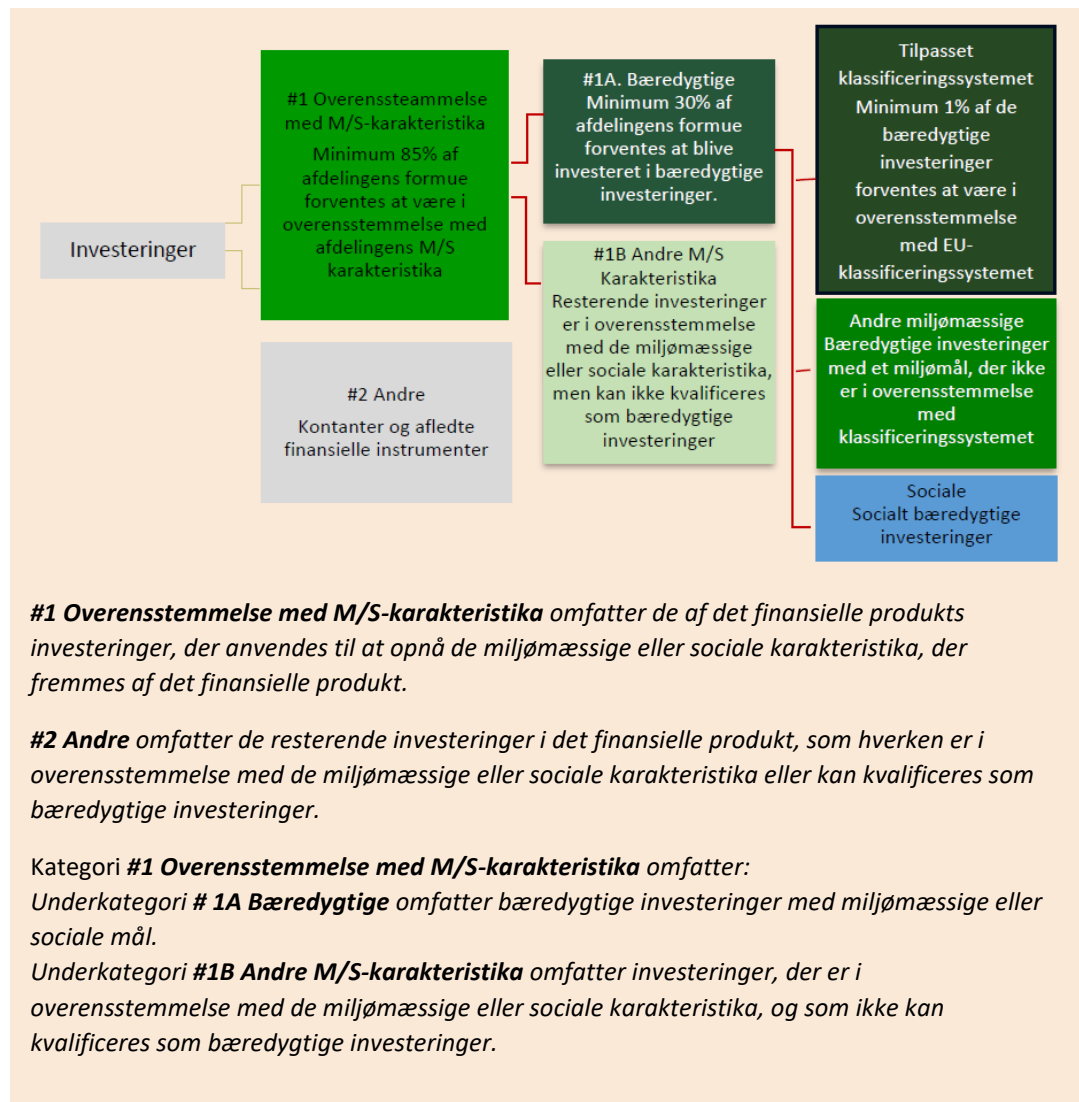 Investeringer
#1 Overenssteammelse
med M/S-karakteristika
Minimum 85% af
afdelingens formue
forventes at være i
overensstemmelse med
afdelingens M/S
karakteristika
#2 Andre
Kontanter og afledte
finansielle instrumenter
#1A. Bæredygtige
Minimum 30% af
afdelingens formue
forventes at blive
investeret i bæredygtige
investeringer.
#1B Andre M/S
Karakteristika
Resterende investeringer
er i overensstemmelse
med de miljømæssige
eller sociale karakteristika,
men kan ikke kvalificeres
som bæredygtige
investeringer
Tilpasset
klassificeringssystemet
Minimum 1% af de
bæredygtige
investeringer
forventes at være i
overensstemmelse
med EU-
klassificeringssystemet
Andre miljømæssige
Bæredygtige investeringer
med et miljømål, der ikke
er i overensstemmelse
med
klassificeringssystemet
Sociale
Socialt bæredygtige
investeringer
#1 Overensstemmelse med M/S-karakteristika omfatter de af det finansielle produkts
investeringer, der anvendes til at opnå de miljømæssige eller sociale karakteristika, der
fremmes af det finansielle produkt.
#2 Andre omfatter de resterende investeringer i det finansielle produkt, som hverken er i
overensstemmelse med de miljømæssige eller sociale karakteristika eller kan kvalificeres som
bæredygtige investeringer.
Kategori #1 Overensstemmelse med M/S-karakteristika omfatter:
Underkategori # 1A Bæredygtige omfatter bæredygtige investeringer med miljømæssige eller
sociale mål.
Underkategori #1B Andre M/S-karakteristika omfatter investeringer, der er i
overensstemmelse med de miljømæssige eller sociale karakteristika, og som ikke kan
kvalificeres som bæredygtige investeringer.